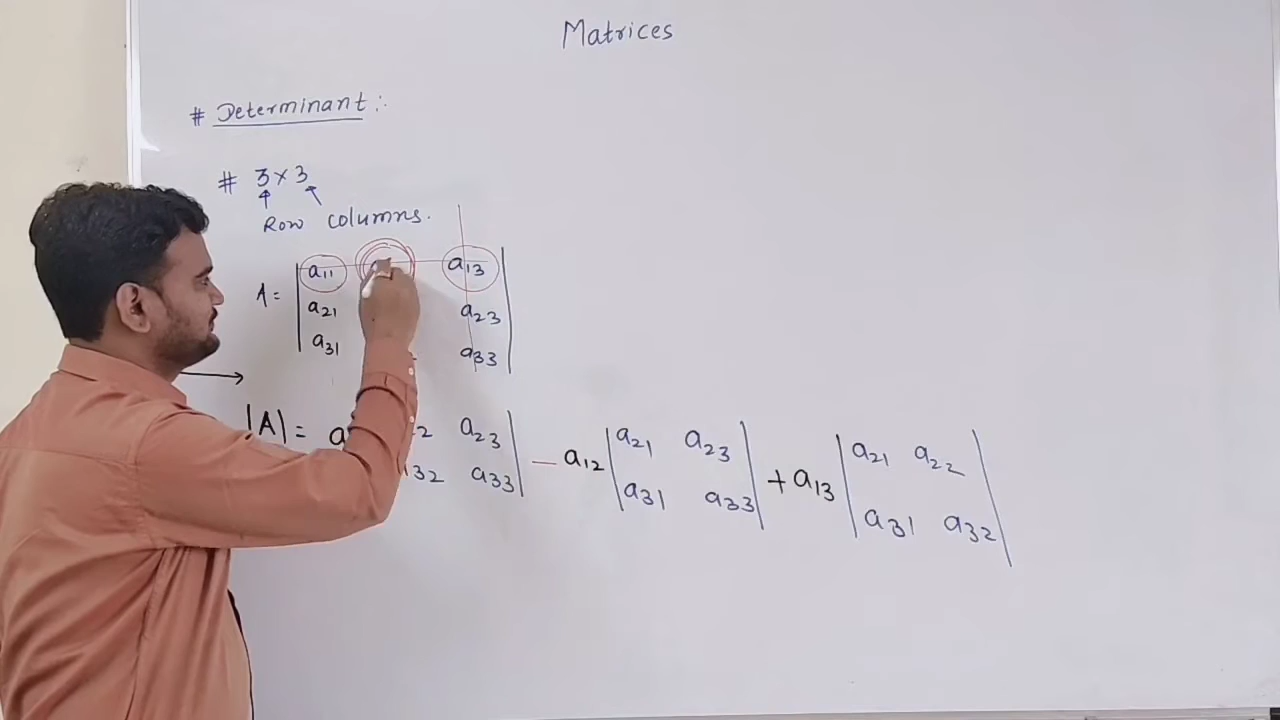 Matrices
# Determinant :-
# 3 × 3
Row columns.
a11 a13
A = a21 a23
a31 a33
|A| = a a23 — a12 | a21 a23 | + a13 | a21 a22 |
a33 | a31 a33 | | a31 a32 |